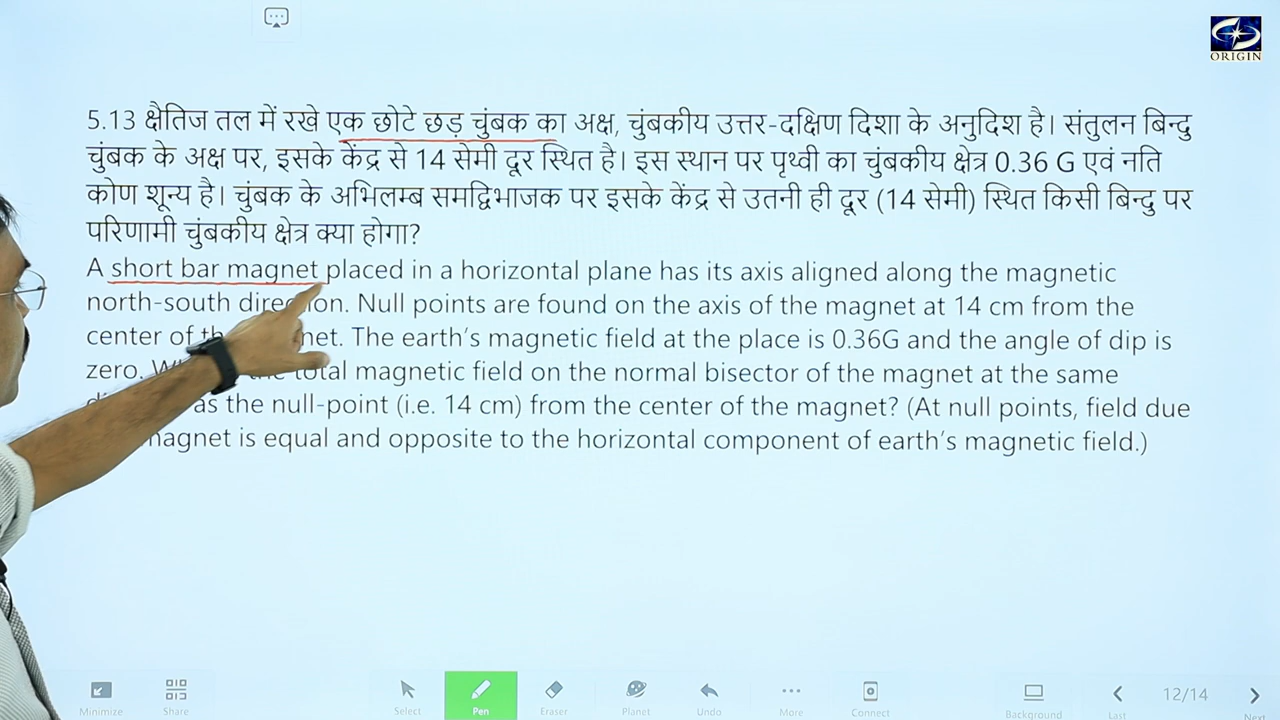 ORIGIN
5.13 क्षैतिज तल में रखे एक छोटे छड़ चुंबक का अक्ष, चुंबकीय उत्तर-दक्षिण दिशा के अनुदिश है। संतुलन बिन्दु
चुंबक के अक्ष पर, इसके केंद्र से 14 सेमी दूर स्थित है। इस स्थान पर पृथ्वी का चुंबकीय क्षेत्र 0.36 G एवं नति
कोण शून्य है। चुंबक के अभिलम्ब समद्विभाजक पर इसके केंद्र से उतनी ही दूर (14 सेमी) स्थित किसी बिन्दु पर
परिणामी चुंबकीय क्षेत्र क्या होगा?
A short bar magnet placed in a horizontal plane has its axis aligned along the magnetic
north-south direction. Null points are found on the axis of the magnet at 14 cm from the
center of the net. The earth's magnetic field at the place is 0.36G and the angle of dip is
zero. total magnetic field on the normal bisector of the magnet at the same
as the null-point (i.e. 14 cm) from the center of the magnet? (At null points, field due
magnet is equal and opposite to the horizontal component of earth's magnetic field.)
Minimize Share Select Pen Eraser Planet Undo More Connect Background Last 12/14 Next